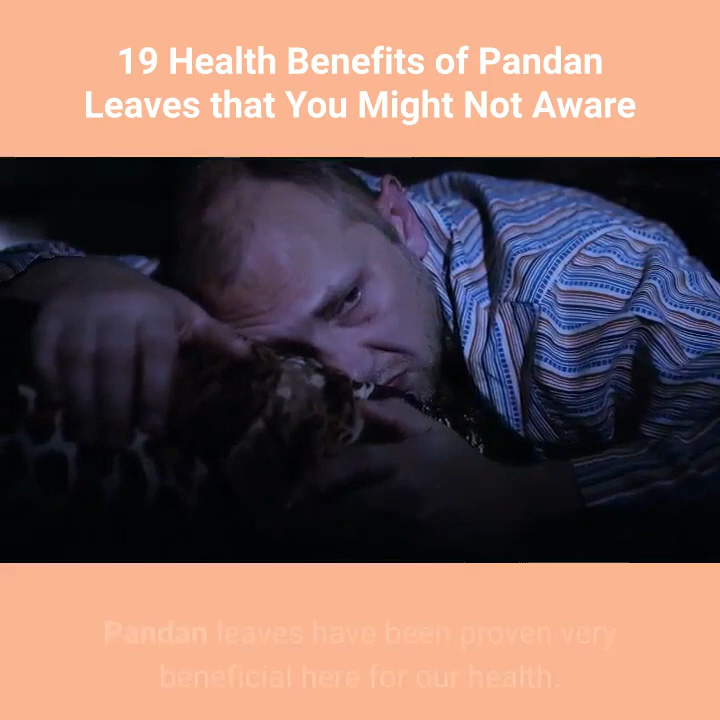 19 Health Benefits of Pandan
Leaves that You Might Not Aware
Pandan leaves have been proven very
beneficial here for our health.